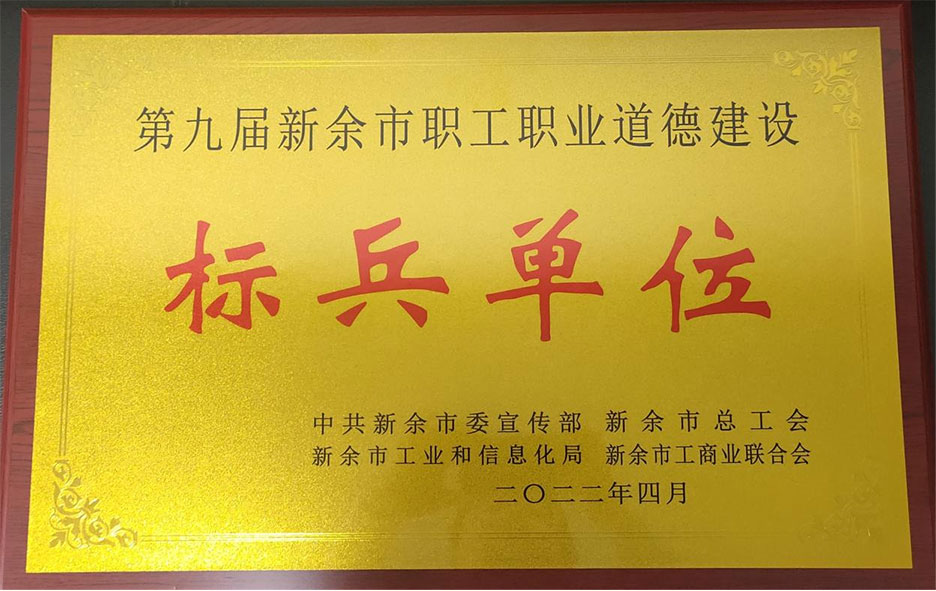 第九届新余市职工职业道德建设
标兵单位
中共新余市委宣传部 新余市总工会
新余市工业和信息化局 新余市工商业联合会
二〇二二年四月